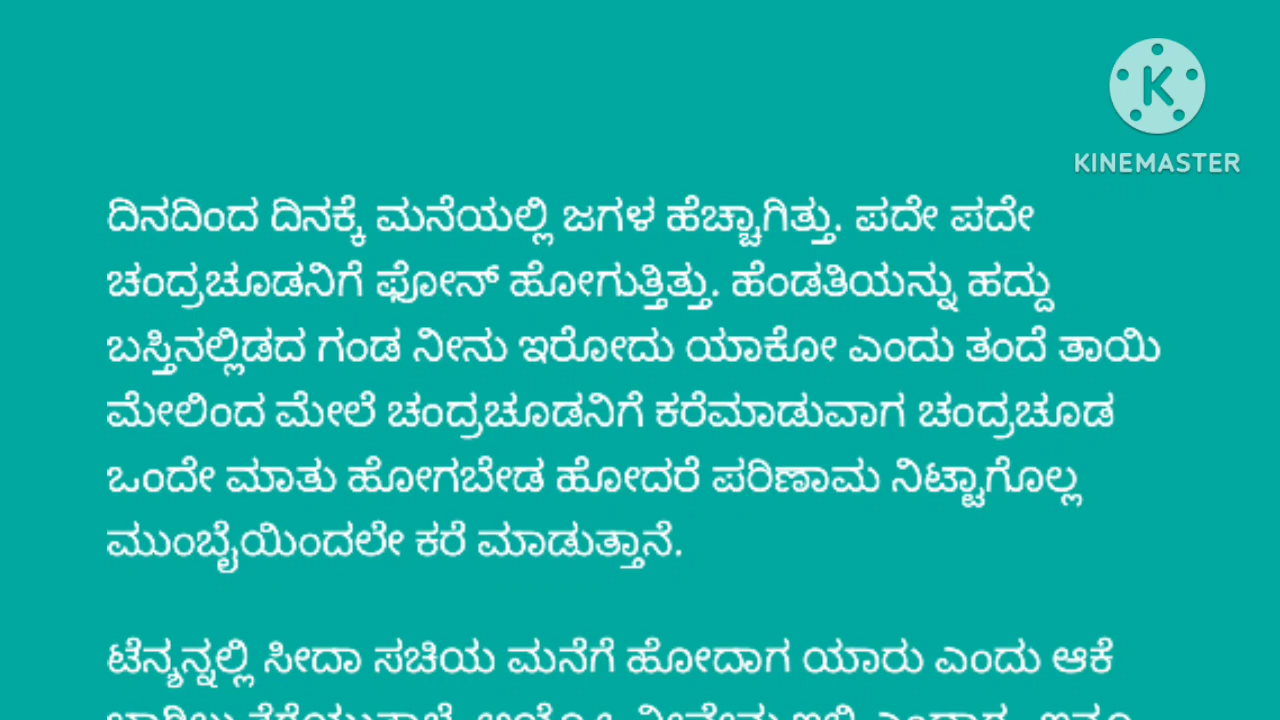 KINEMASTER
ದಿನದಿಂದ ದಿನಕ್ಕೆ ಮನೆಯಲ್ಲಿ ಜಗಳ ಹೆಚ್ಚಾಗಿತ್ತು. ಪದೇ ಪದೇ
ಚಂದ್ರಚೂಡನಿಗೆ ಫೋನ್ ಹೋಗುತ್ತಿತ್ತು. ಹೆಂಡತಿಯನ್ನು ಹದ್ದು
ಬಸ್ತಿನಲ್ಲಿಡದ ಗಂಡ ನೀನು ಇರೋದು ಯಾಕೋ ಎಂದು ತಂದೆ ತಾಯಿ
ಮೇಲಿಂದ ಮೇಲೆ ಚಂದ್ರಚೂಡನಿಗೆ ಕರೆಮಾಡುವಾಗ ಚಂದ್ರಚೂಡ
ಒಂದೇ ಮಾತು ಹೋಗಬೇಡ ಹೋದರೆ ಪರಿಣಾಮ ನಿಟ್ಟಾಗೊಲ್ಲ
ಮುಂಬೈಯಿಂದಲೇ ಕರೆ ಮಾಡುತ್ತಾನೆ.
ಟೆನ್ಶನ್ನಲ್ಲಿ ಸೀದಾ ಸಚಿಯ ಮನೆಗೆ ಹೋದಾಗ ಯಾರು ಎಂದು ಆಕೆ